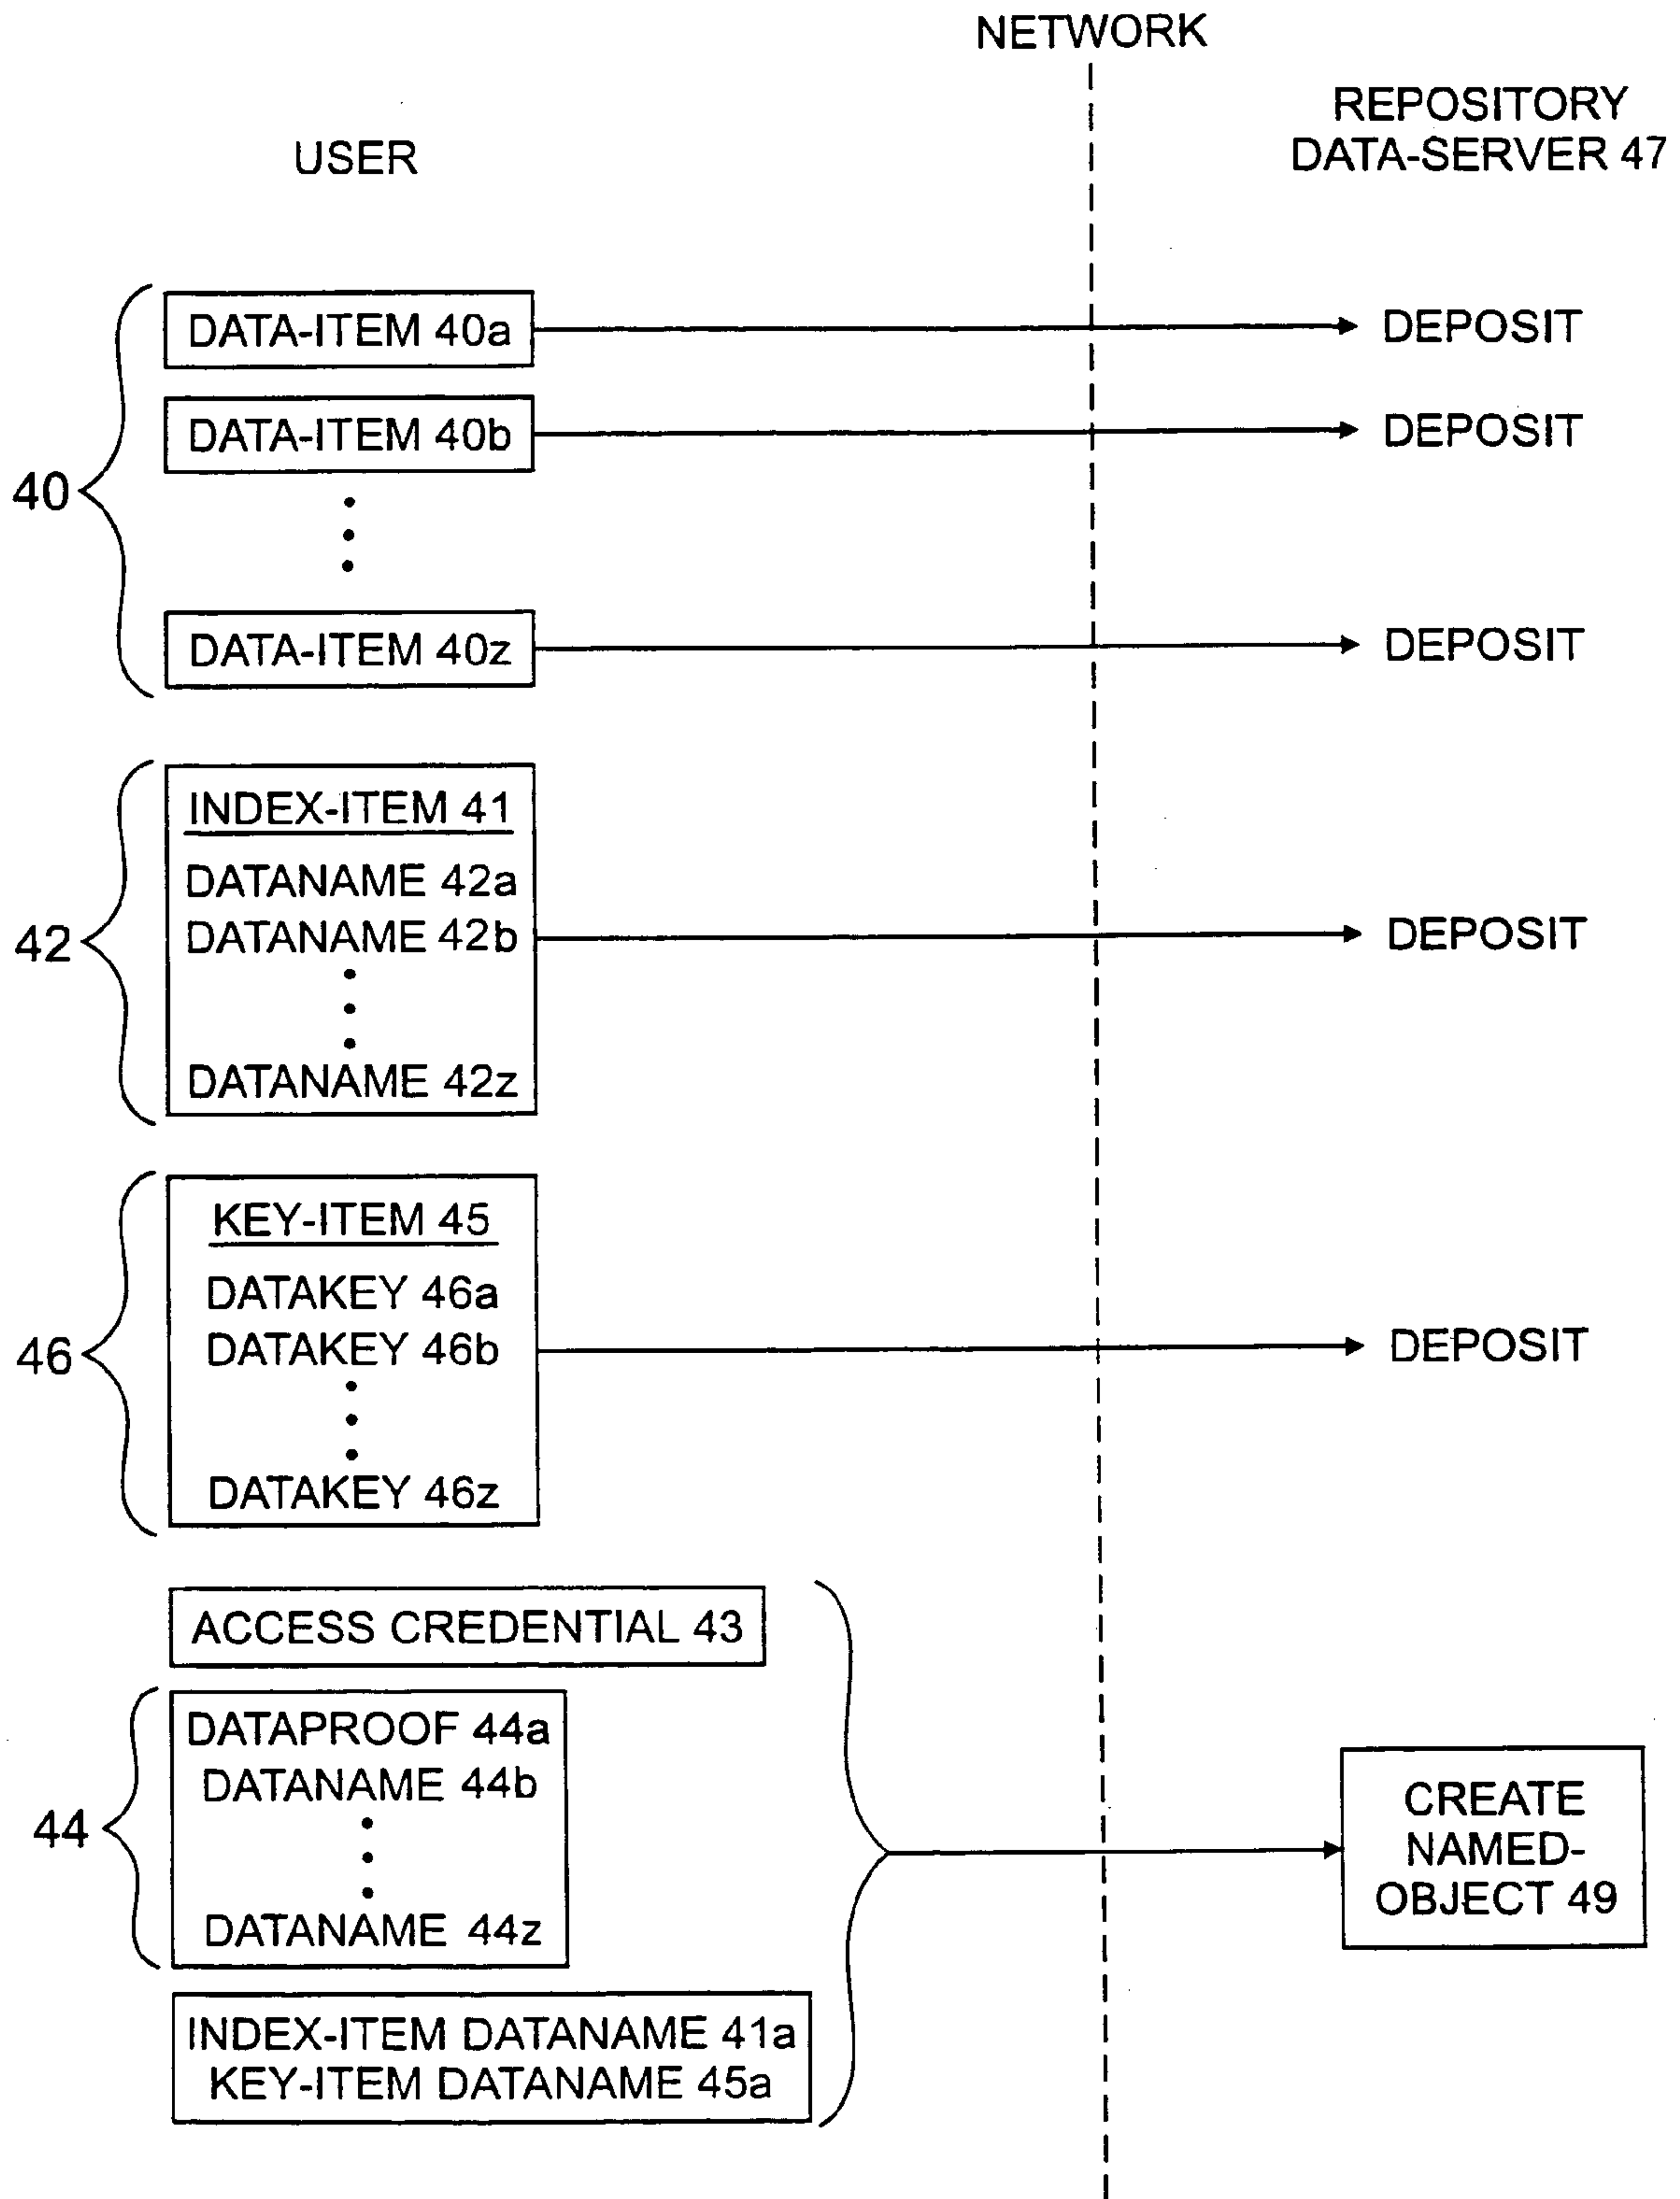 NETWORK
REPOSITORY
DATA-SERVER 47
USER
40
DATA-ITEM 40a
DEPOSIT
DATA-ITEM 40b
DEPOSIT
DATA-ITEM 40z
DEPOSIT
42
INDEX-ITEM 41
DATANAME 42a
DATANAME 42b
DATANAME 42z
DEPOSIT
46
KEY-ITEM 45
DATAKEY 46a
DATAKEY 46b
DATAKEY 46z
DEPOSIT
ACCESS CREDENTIAL 43
44
DATAPROOF 44a
DATANAME 44b
DATANAME 44z
INDEX-ITEM DATANAME 41a
KEY-ITEM DATANAME 45a
CREATE
NAMED-
OBJECT 49